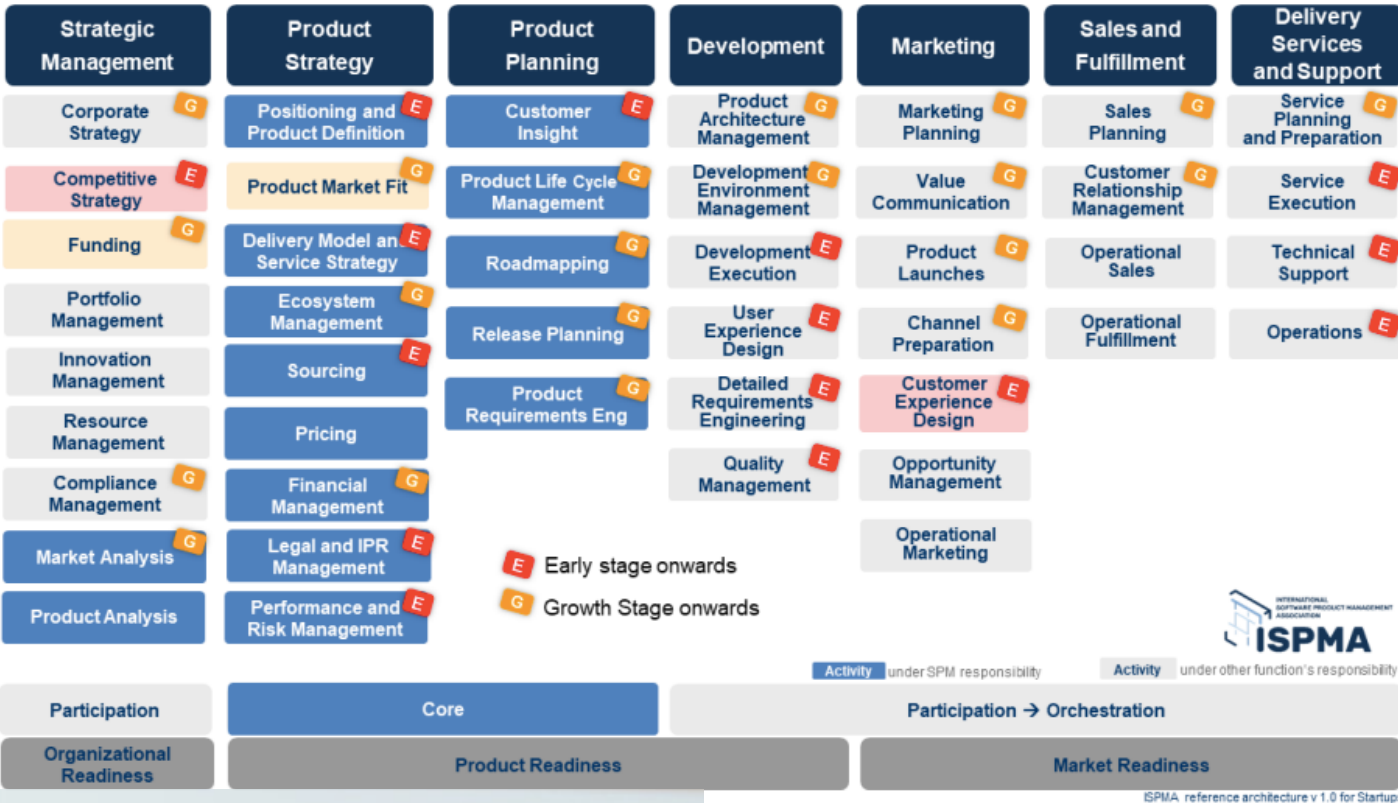 Strategic
Management
Product
Strategy
Product
Planning
Development
Marketing
Sales and
Fulfillment
Delivery
Services
and Support
Corporate
Strategy
G
Competitive
Strategy
E
Funding
G
Portfolio
Management
Innovation
Management
Resource
Management
Compliance
Management
G
Market Analysis
G
Product Analysis
Positioning and
Product Definition
E
Product Market Fit
G
Delivery Model and
Service Strategy
E
Ecosystem
Management
G
Sourcing
E
Pricing
Financial
Management
G
Legal and IPR
Management
E
Performance and
Risk Management
E
Customer
Insight
E
Product Life Cycle
Management
G
Roadmapping
G
Release Planning
G
Product
Requirements Eng
G
Product
Architecture
Management
G
Development
Environment
Management
G
Development
Execution
E
User
Experience
Design
E
Detailed
Requirements
Engineering
E
Quality
Management
E
Marketing
Planning
G
Value
Communication
G
Product
Launches
G
Channel
Preparation
G
Customer
Experience
Design
E
Opportunity
Management
Operational
Marketing
Sales
Planning
G
Customer
Relationship
Management
G
Operational
Sales
Operational
Fulfillment
Service
Planning
and Preparation
G
Service
Execution
E
Technical
Support
E
Operations
E
E Early stage onwards
G Growth Stage onwards
INTERNATIONAL
SOFTWARE PRODUCT MANAGEMENT
ASSOCIATION
ISPMA
Activity under SPM responsibility
Activity under other function's responsibility
Participation
Core
Participation → Orchestration
Organizational
Readiness
Product Readiness
Market Readiness
ISPMA reference architecture v 1.0 for Startup